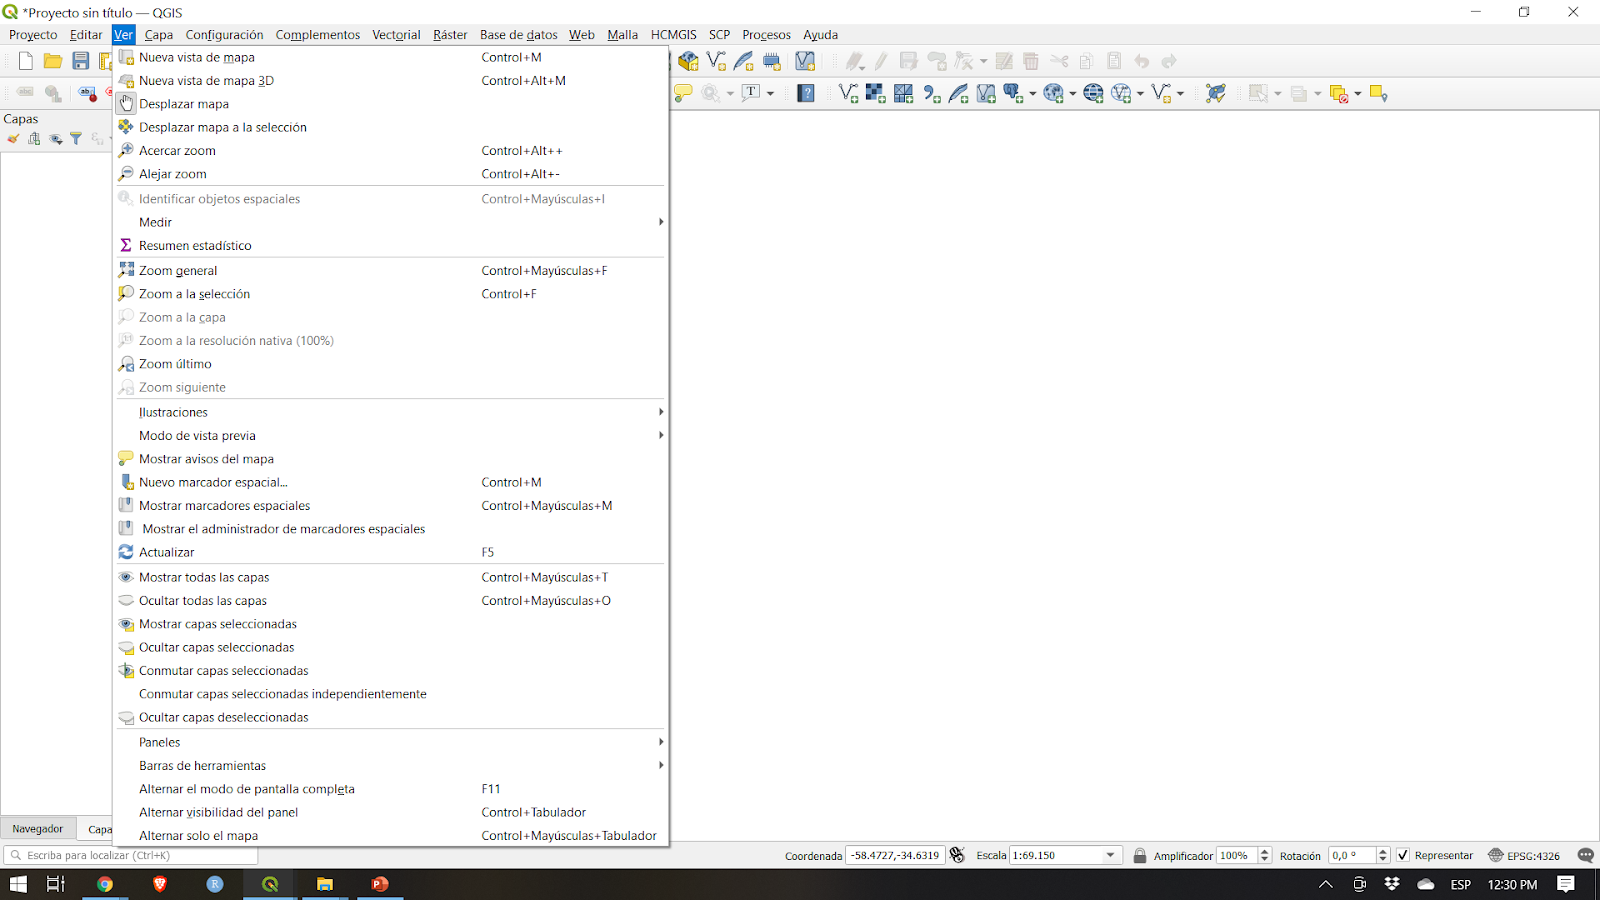 *Proyecto sin título — QGIS
Proyecto Editar Ver Capa Configuración Complementos Vectorial Ráster Base de datos Web Malla HCMGIS SCP Procesos Ayuda
Nueva vista de mapa Control+M
Nueva vista de mapa 3D Control+Alt+M
Desplazar mapa
Capas
Desplazar mapa a la selección
Acercar zoom Control+Alt++
Alejar zoom Control+Alt+-
Identificar objetos espaciales Control+Mayúsculas+I
Medir
Resumen estadístico
Zoom general Control+Mayúsculas+F
Zoom a la selección Control+F
Zoom a la capa
Zoom a la resolución nativa (100%)
Zoom último
Zoom siguiente
Ilustraciones
Modo de vista previa
Mostrar avisos del mapa
Nuevo marcador espacial... Control+M
Mostrar marcadores espaciales Control+Mayúsculas+M
Mostrar el administrador de marcadores espaciales
Actualizar F5
Mostrar todas las capas Control+Mayúsculas+T
Ocultar todas las capas Control+Mayúsculas+O
Mostrar capas seleccionadas
Ocultar capas seleccionadas
Conmutar capas seleccionadas
Conmutar capas seleccionadas independientemente
Ocultar capas deseleccionadas
Paneles
Barras de herramientas
Alternar el modo de pantalla completa F11
Alternar visibilidad del panel Control+Tabulador
Alternar solo el mapa Control+Mayúsculas+Tabulador
Navegador Capa
Escriba para localizar (Ctrl+K) Coordenada -58.4727,-34.6319 Escala 1:69.150 Amplificador 100% Rotación 0,0 ° Representar EPSG:4326
ESP 12:30 PM